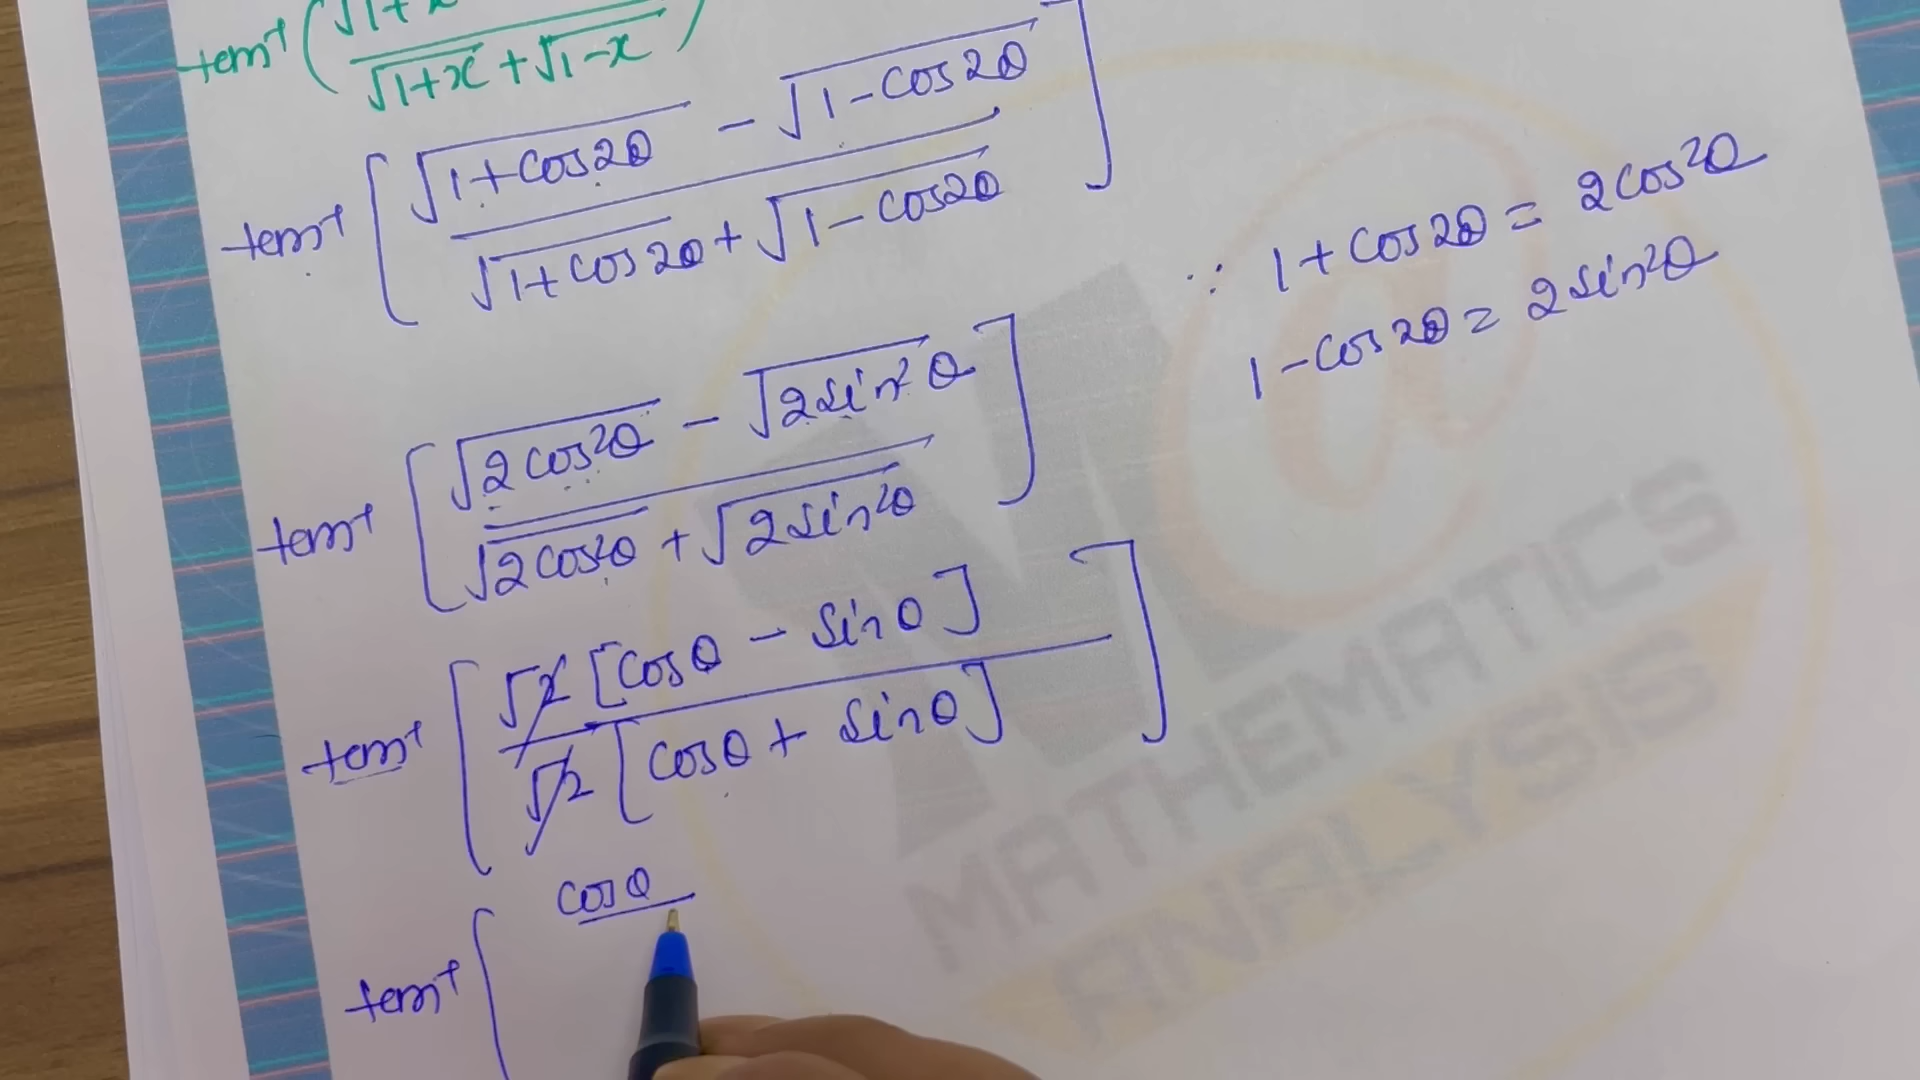 tan⁻¹ (√1+x
√1+x + √1-x )
tan⁻¹ [ √1+cos2θ - √1-cos2θ ]
√1+cos2θ + √1-cos2θ
∵ 1+cos2θ = 2cos²θ
1-cos2θ = 2sin²θ
tan⁻¹ [ √2cos²θ - √2sin²θ ]
√2cos²θ + √2sin²θ
tan⁻¹ [ √2 [cosθ - sinθ] ]
√2 [cosθ + sinθ]
cosθ
tan⁻¹ [
M@
MATHEMATICS
ANALYSIS